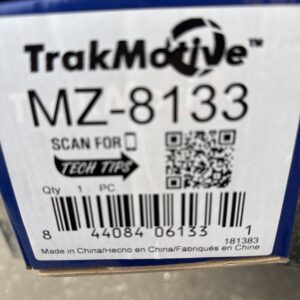 TrakMotive™
MZ-8133
SCAN FOR
TECH TIPS
Qty 1 PC
8 44084 06133 1
181383
Made in China/Hecho en China/Fabriqués en Chine